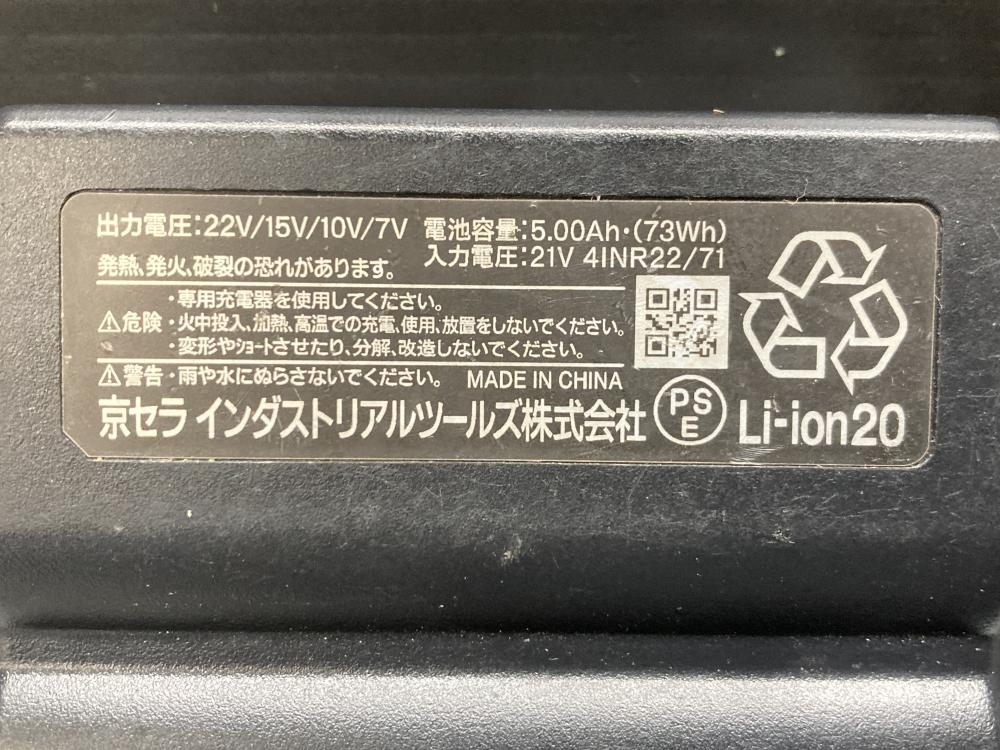 出力電圧:22V/15V/10V/7V 電池容量:5.00Ah・(73Wh)
入力電圧:21V 4INR22/71
発熱、発火、破裂の恐れがあります。
・専用充電器を使用してください。
⚠危険・火中投入、加熱、高温での充電、使用、放置をしないでください。
・変形やショートさせたり、分解、改造しないでください。
⚠警告・雨や水にぬらさないでください。 MADE IN CHINA
京セラ インダストリアルツールズ株式会社 PSE Li-ion20